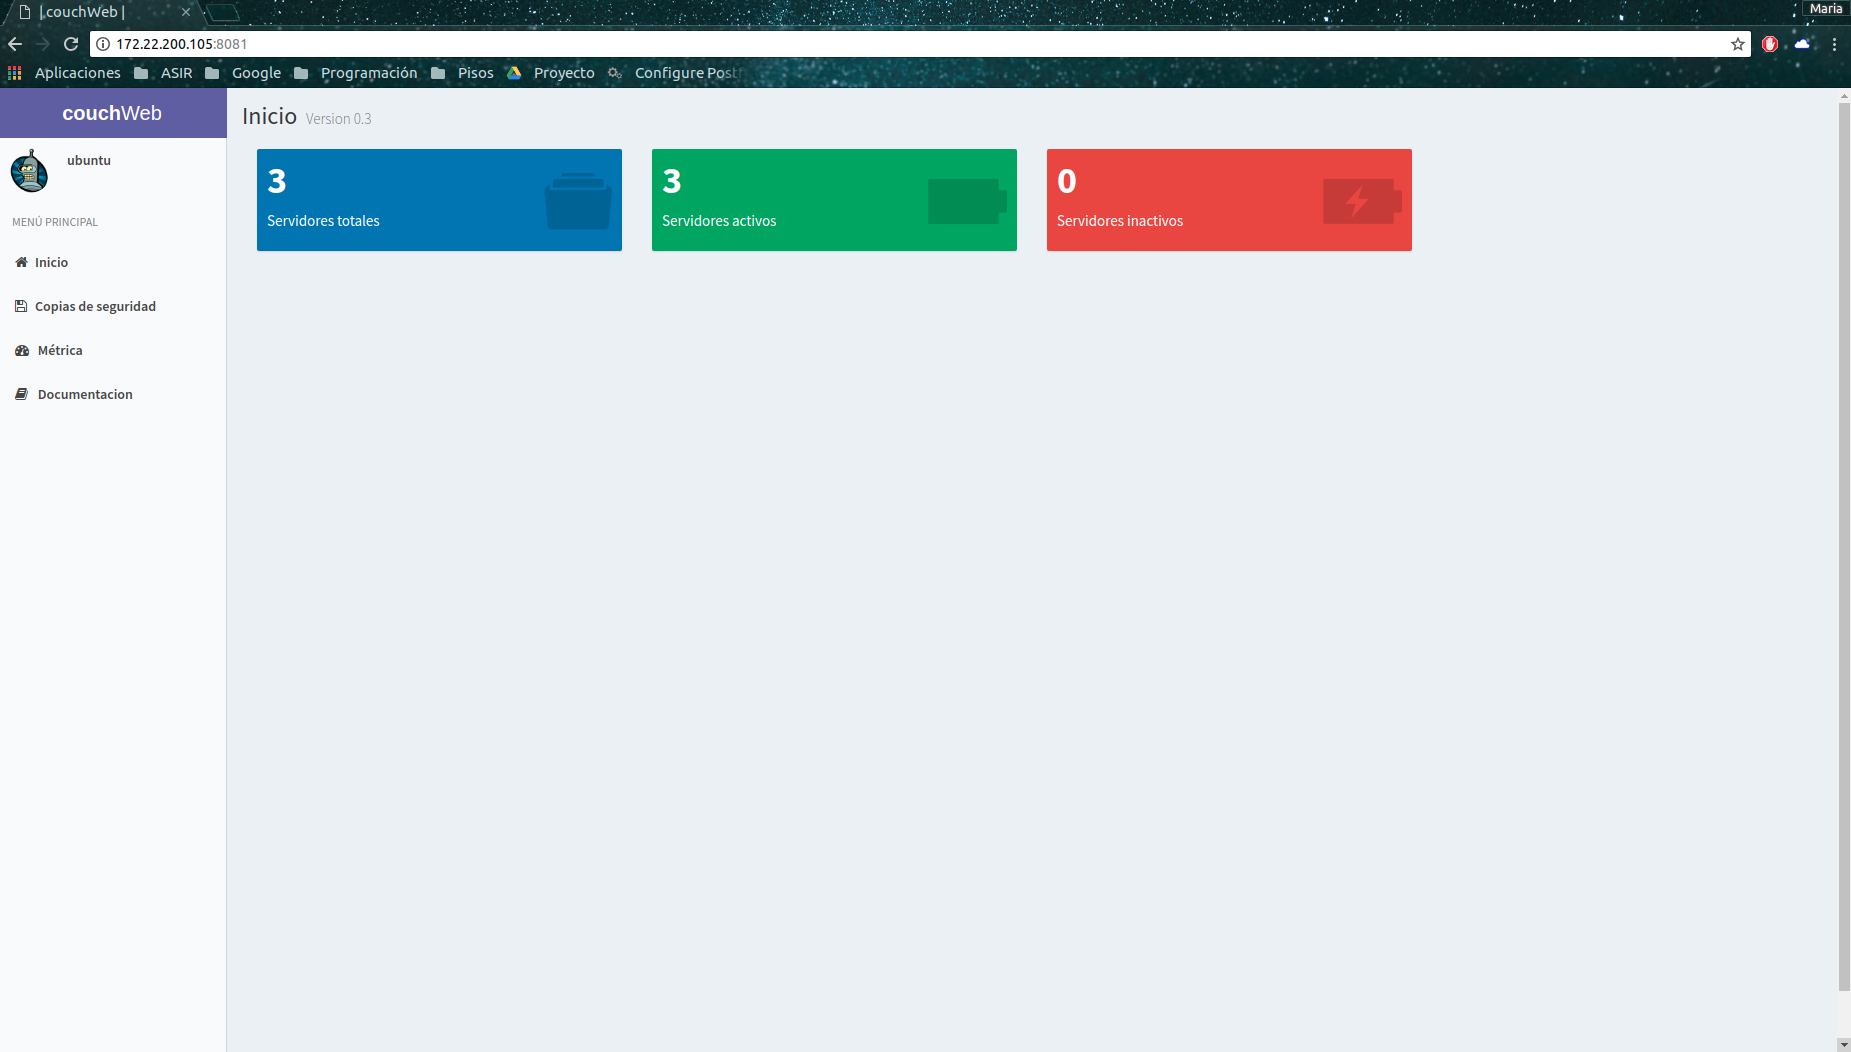 | couchWeb |
Maria
172.22.200.105:8081
Aplicaciones ASIR Google Programación Pisos Proyecto Configure Post
couchWeb
ubuntu
MENÚ PRINCIPAL
Inicio
Copias de seguridad
Métrica
Documentacion
Inicio Version 0.3
3
Servidores totales
3
Servidores activos
0
Servidores inactivos